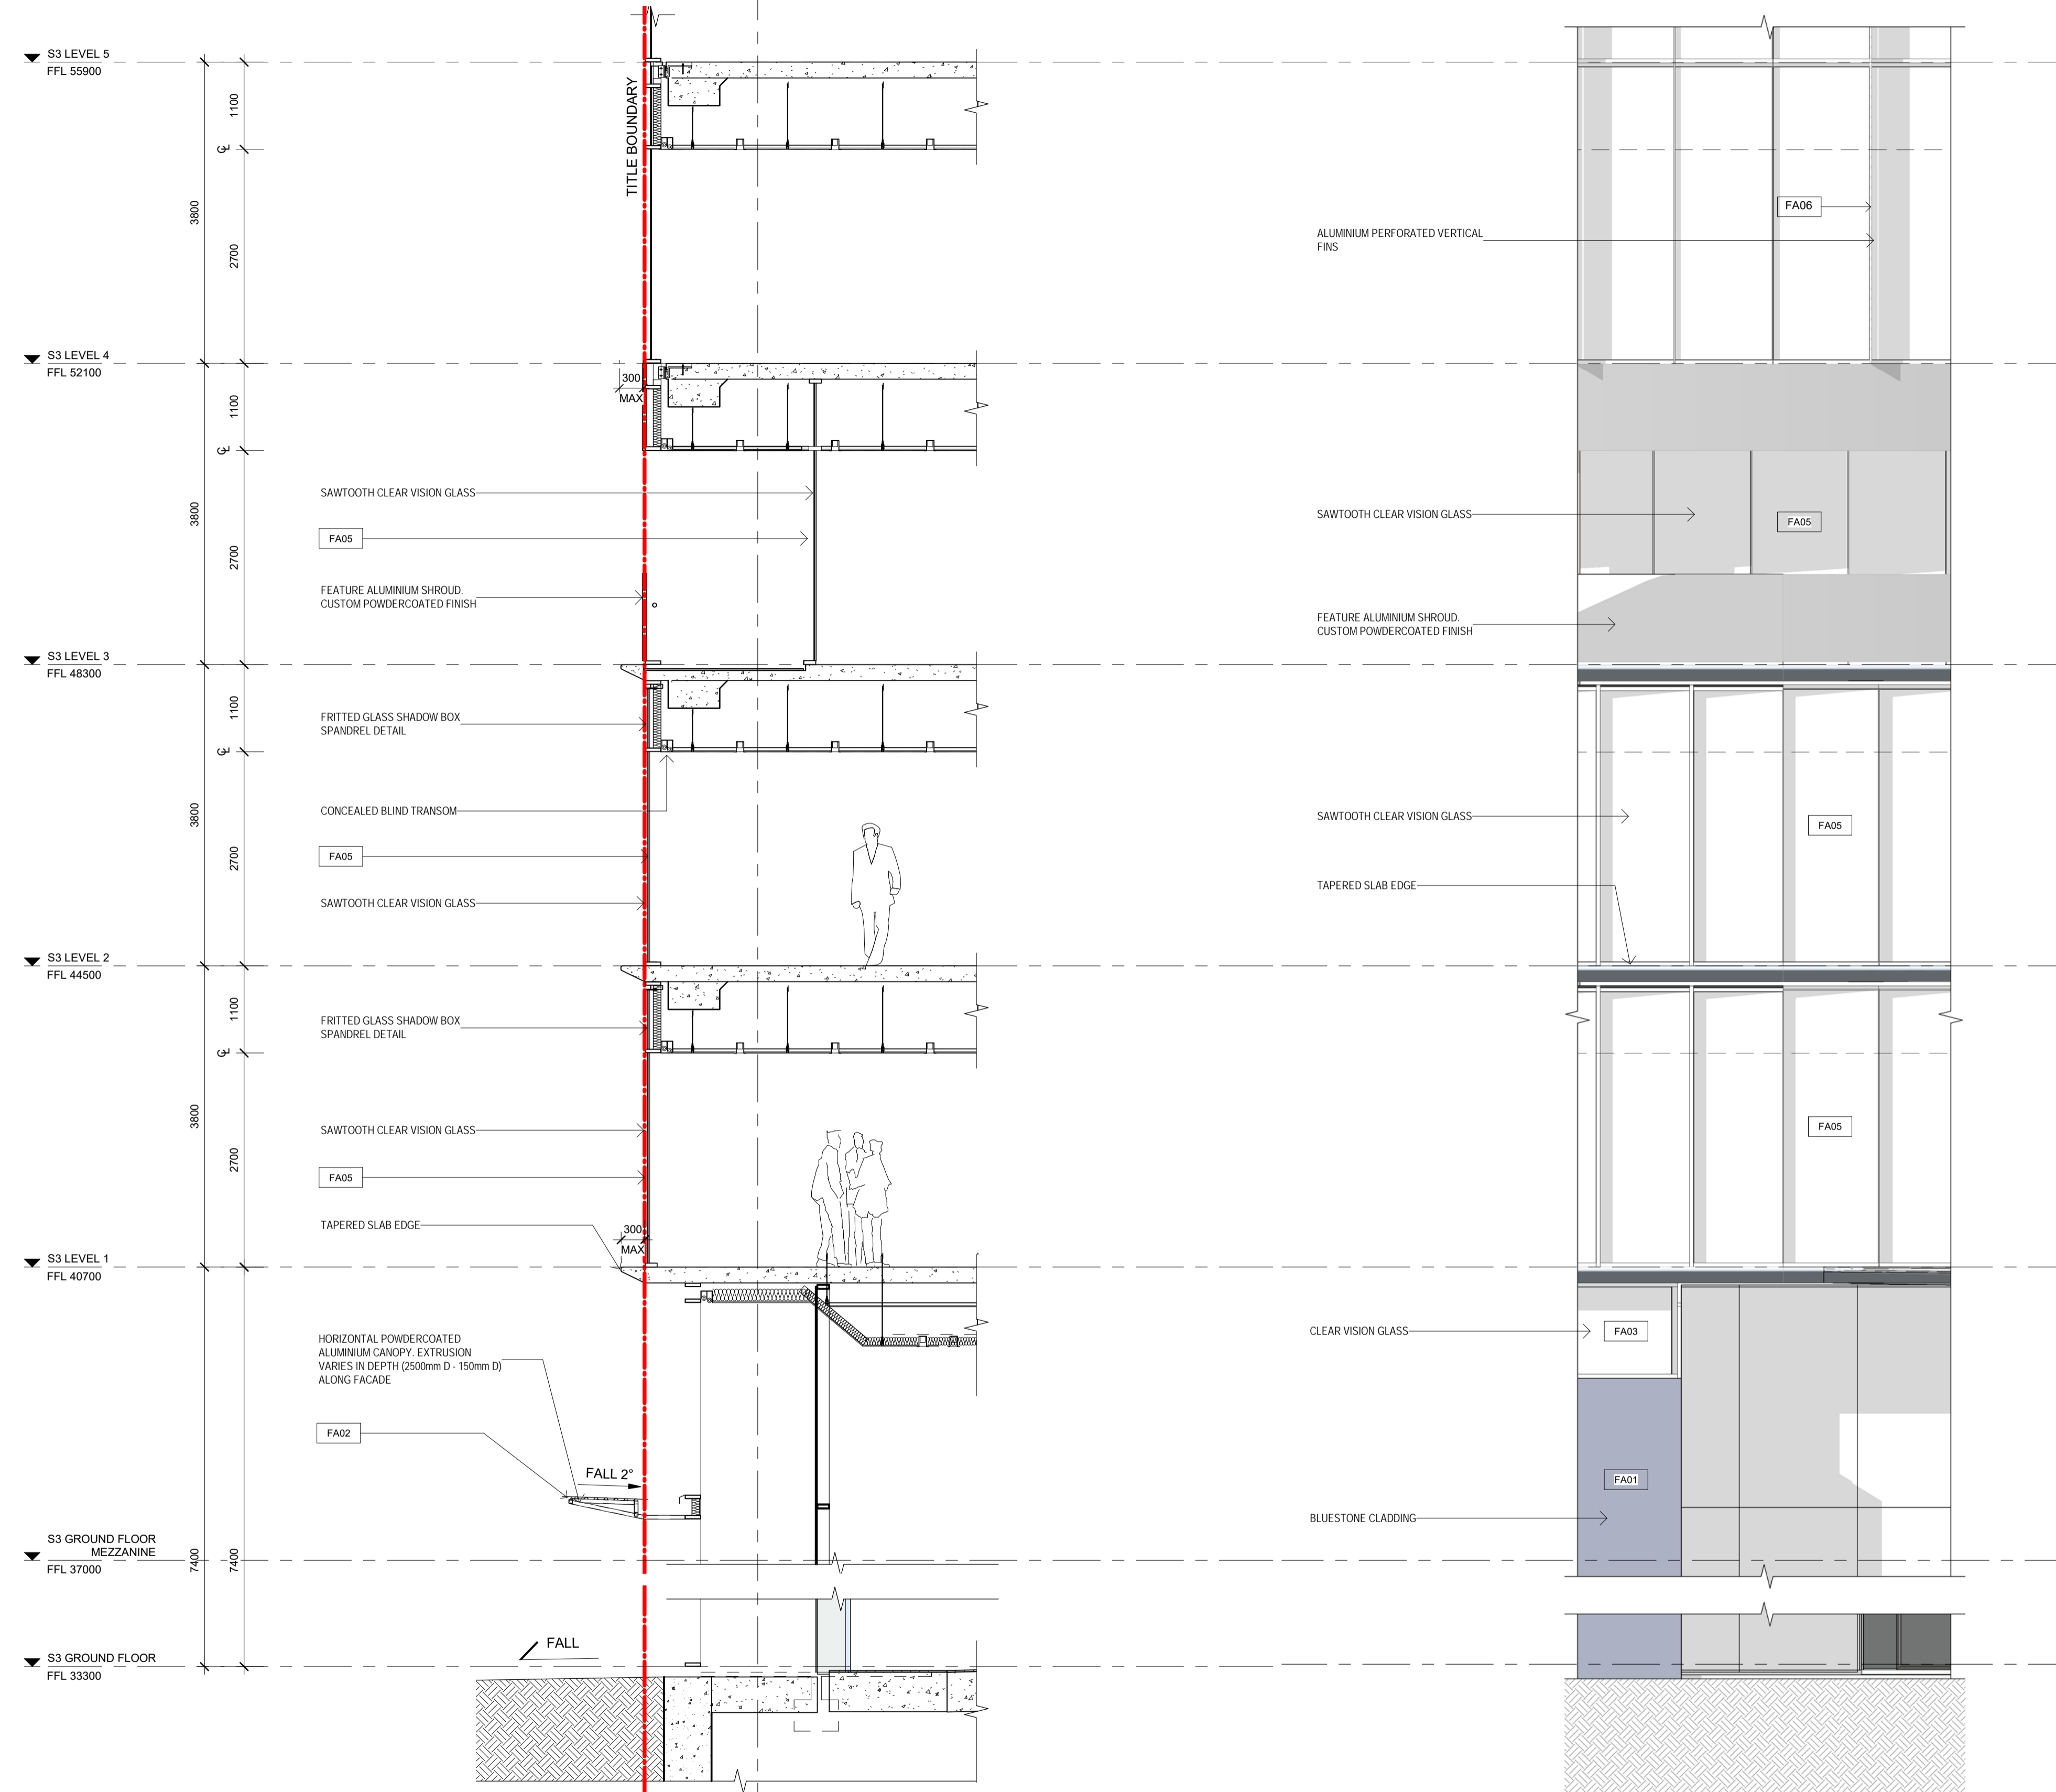 S3 LEVEL 5
FFL 55900
1100
TITLE BOUNDARY
3800
2700
FA06
ALUMINIUM PERFORATED VERTICAL
FINS
S3 LEVEL 4
FFL 52100
300
MAX
1100
3800
2700
SAWTOOTH CLEAR VISION GLASS
FA05
FEATURE ALUMINIUM SHROUD.
CUSTOM POWDERCOATED FINISH
SAWTOOTH CLEAR VISION GLASS
FA05
FEATURE ALUMINIUM SHROUD.
CUSTOM POWDERCOATED FINISH
S3 LEVEL 3
FFL 48300
1100
3800
2700
FRITTED GLASS SHADOW BOX
SPANDREL DETAIL
CONCEALED BLIND TRANSOM
FA05
SAWTOOTH CLEAR VISION GLASS
SAWTOOTH CLEAR VISION GLASS
FA05
TAPERED SLAB EDGE
S3 LEVEL 2
FFL 44500
1100
3800
2700
FRITTED GLASS SHADOW BOX
SPANDREL DETAIL
SAWTOOTH CLEAR VISION GLASS
FA05
TAPERED SLAB EDGE
300
MAX
FA05
S3 LEVEL 1
FFL 40700
HORIZONTAL POWDERCOATED
ALUMINIUM CANOPY. EXTRUSION
VARIES IN DEPTH (2500mm D - 150mm D)
ALONG FACADE
FA02
FALL 2°
CLEAR VISION GLASS
FA03
FA01
BLUESTONE CLADDING
S3 GROUND FLOOR
MEZZANINE
FFL 37000
7400
7400
FALL
S3 GROUND FLOOR
FFL 33300